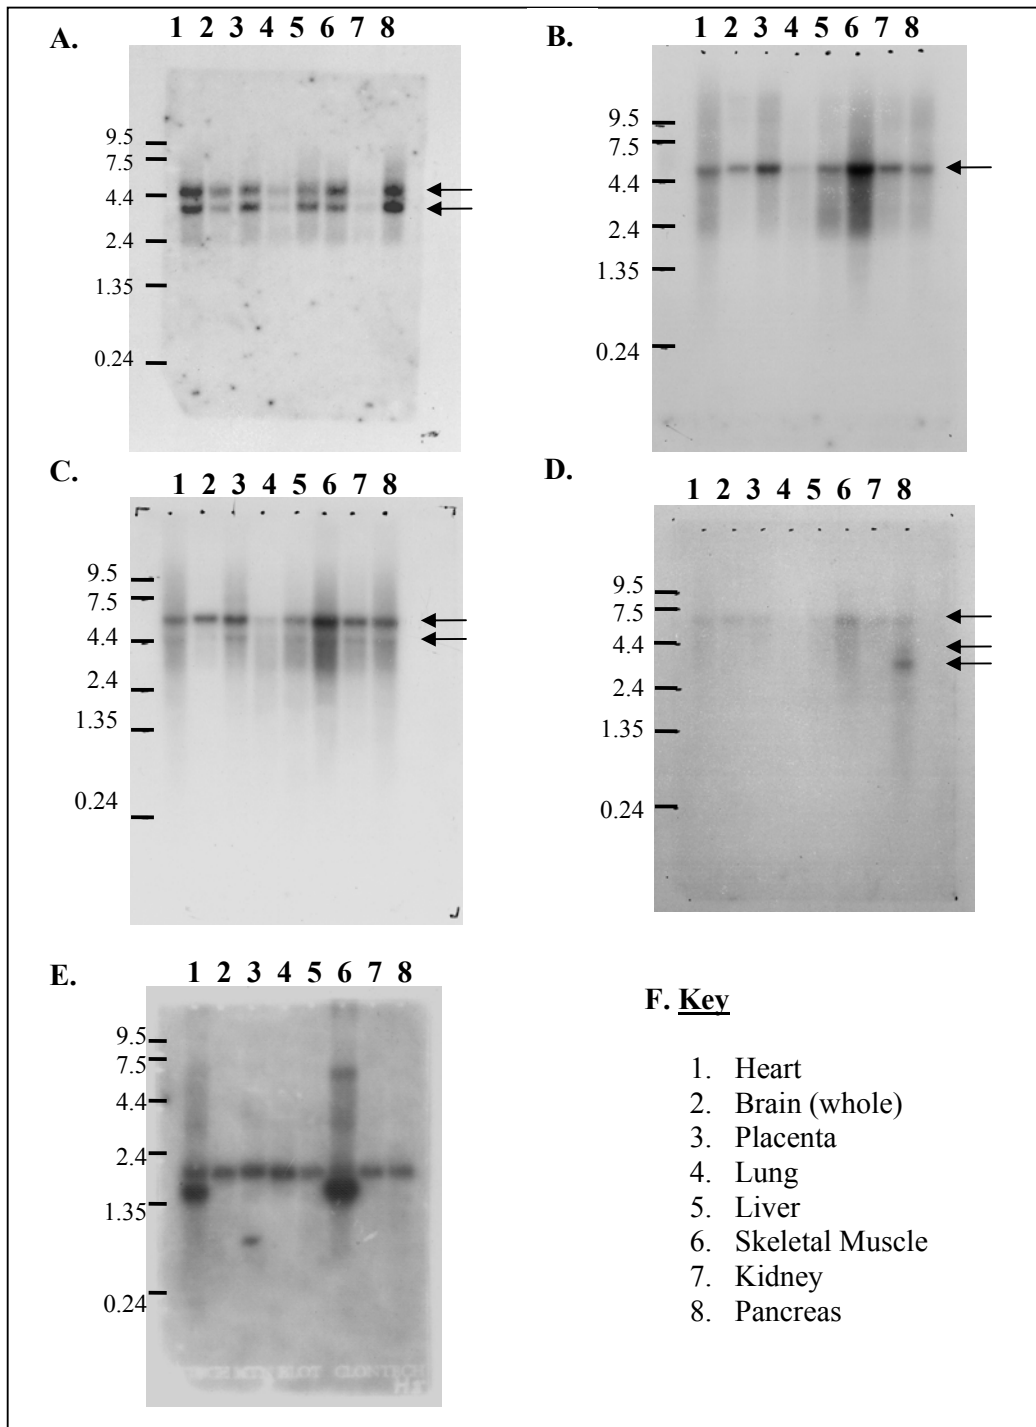 A.
1 2 3 4 5 6 7 8
9.5
7.5
4.4
2.4
1.35
0.24
B.
1 2 3 4 5 6 7 8
9.5
7.5
4.4
2.4
1.35
0.24
C.
1 2 3 4 5 6 7 8
9.5
7.5
4.4
2.4
1.35
0.24
D.
1 2 3 4 5 6 7 8
9.5
7.5
4.4
2.4
1.35
0.24
E.
1 2 3 4 5 6 7 8
9.5
7.5
4.4
2.4
1.35
0.24
BLOT CLONTECH
F. Key
1. Heart
2. Brain (whole)
3. Placenta
4. Lung
5. Liver
6. Skeletal Muscle
7. Kidney
8. Pancreas